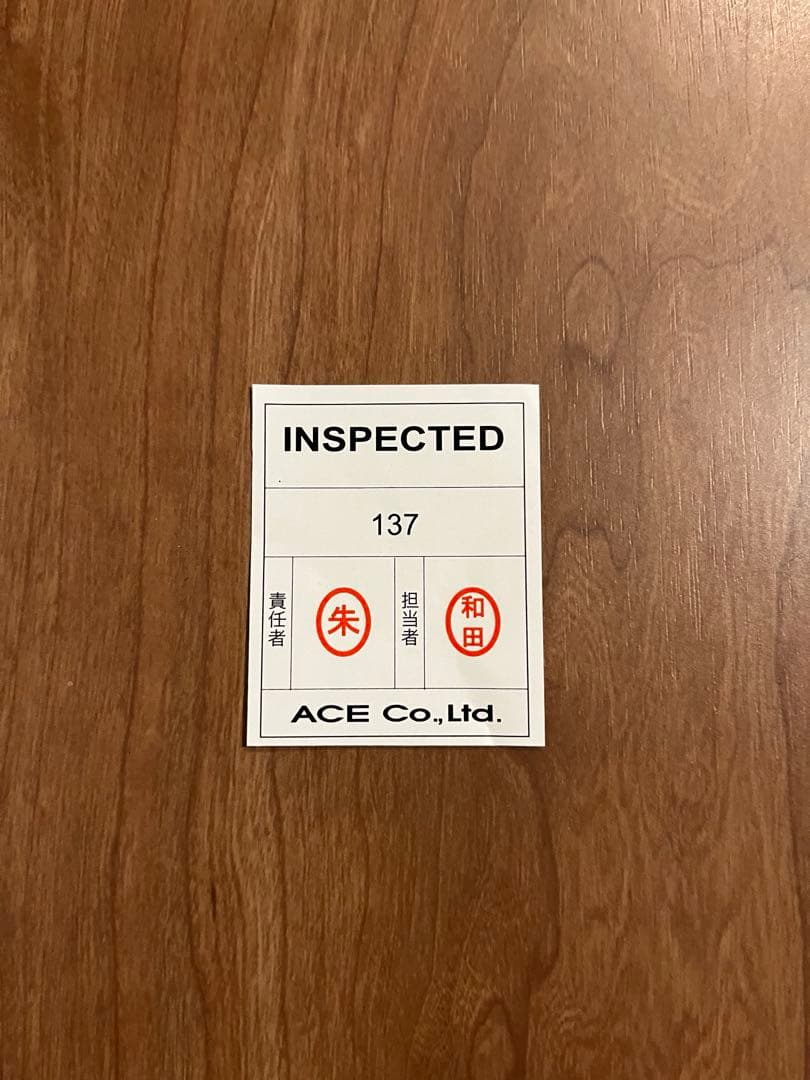 INSPECTED
137
責任者
朱
担当者
和田
ACE Co.,Ltd.